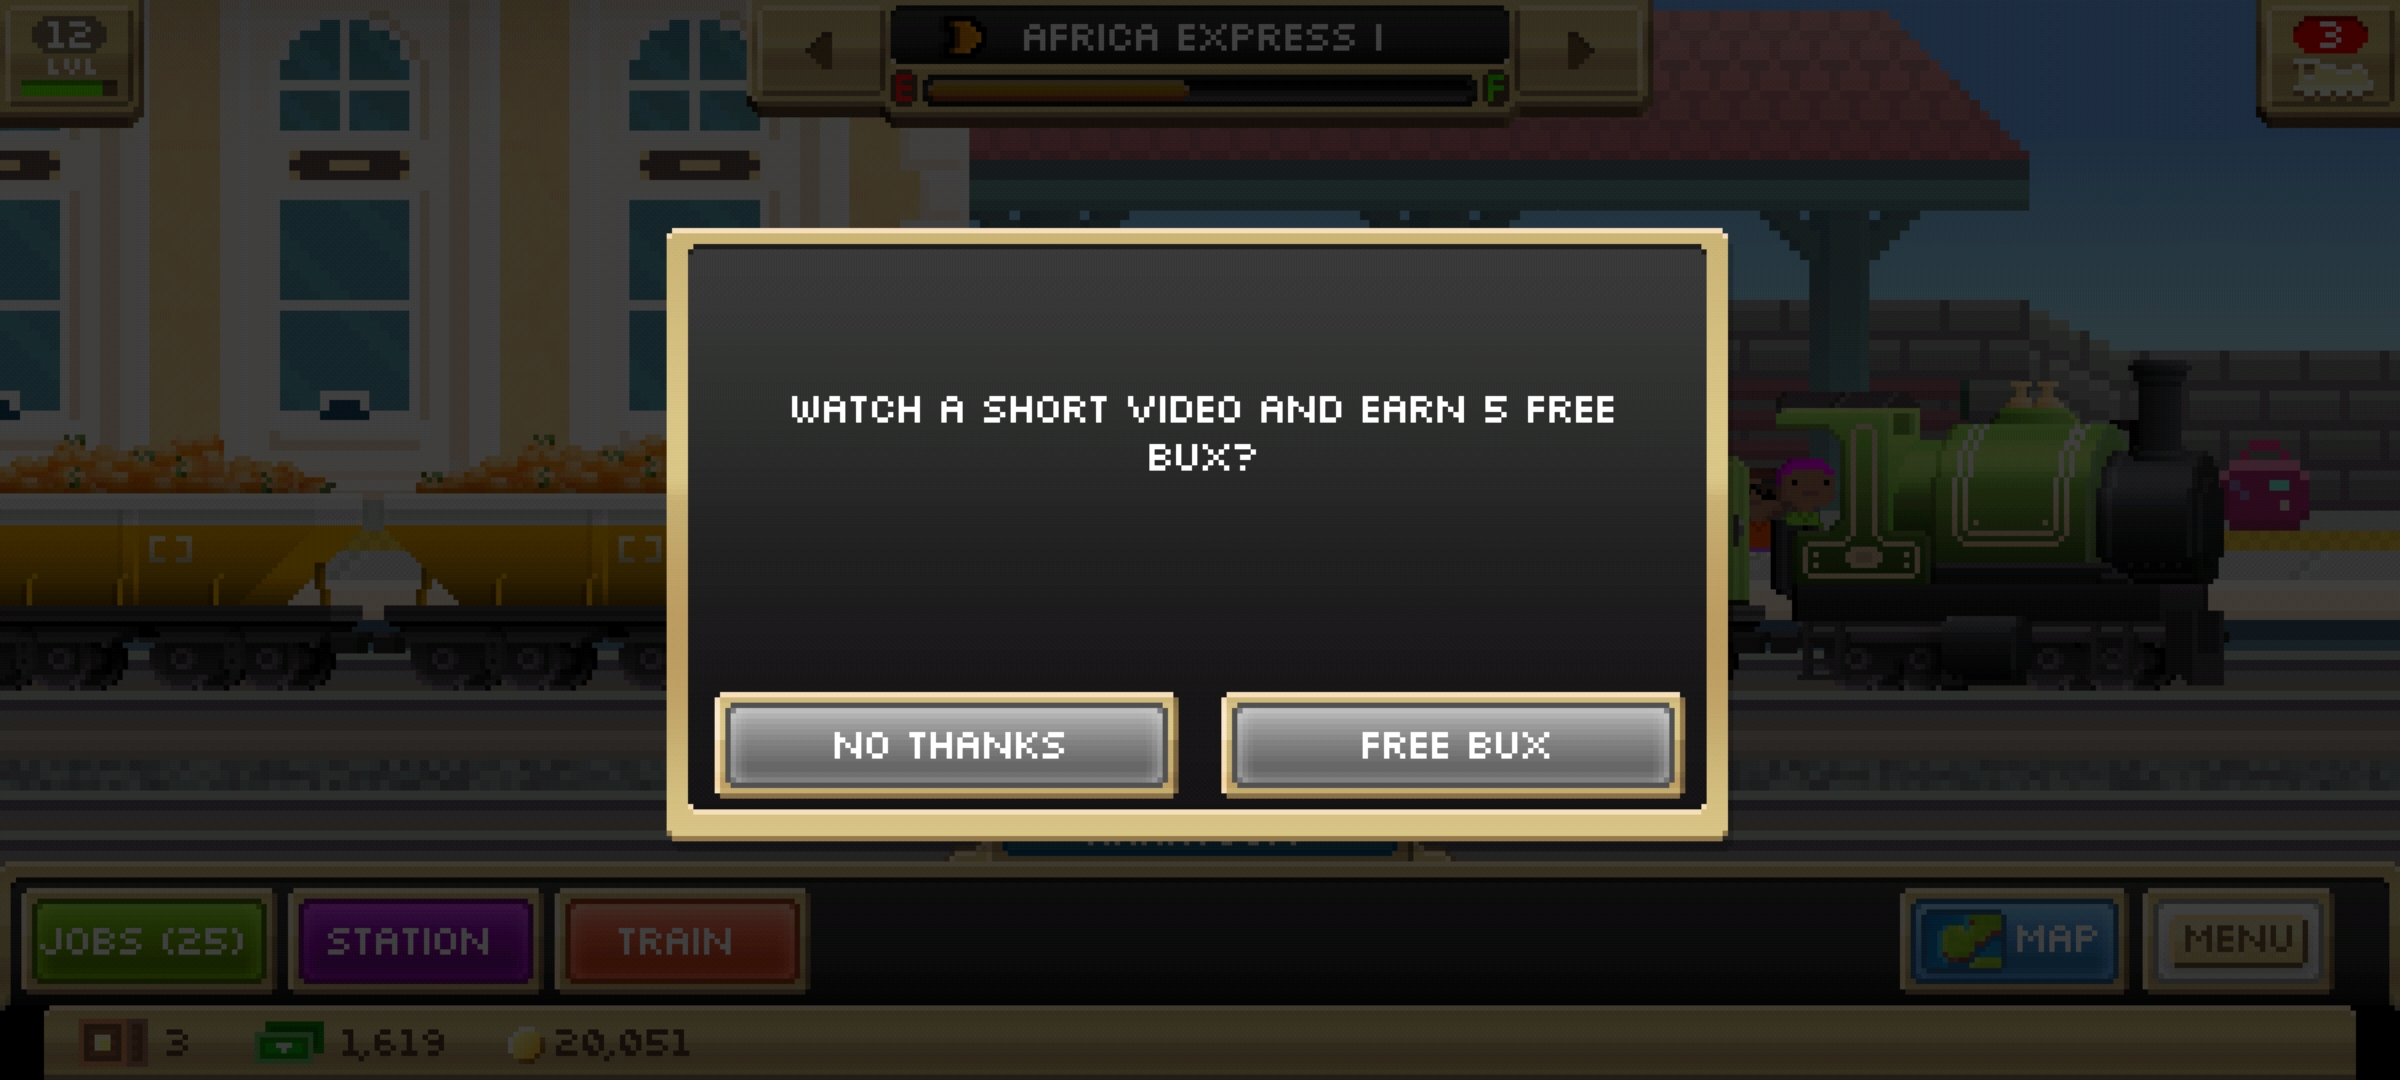 12
LVL
AFRICA EXPRESS I
E
F
3
WATCH A SHORT VIDEO AND EARN 5 FREE
BUX?
NO THANKS
FREE BUX
JOBS (25)
STATION
TRAIN
MAP
MENU
3
1,619
20,051